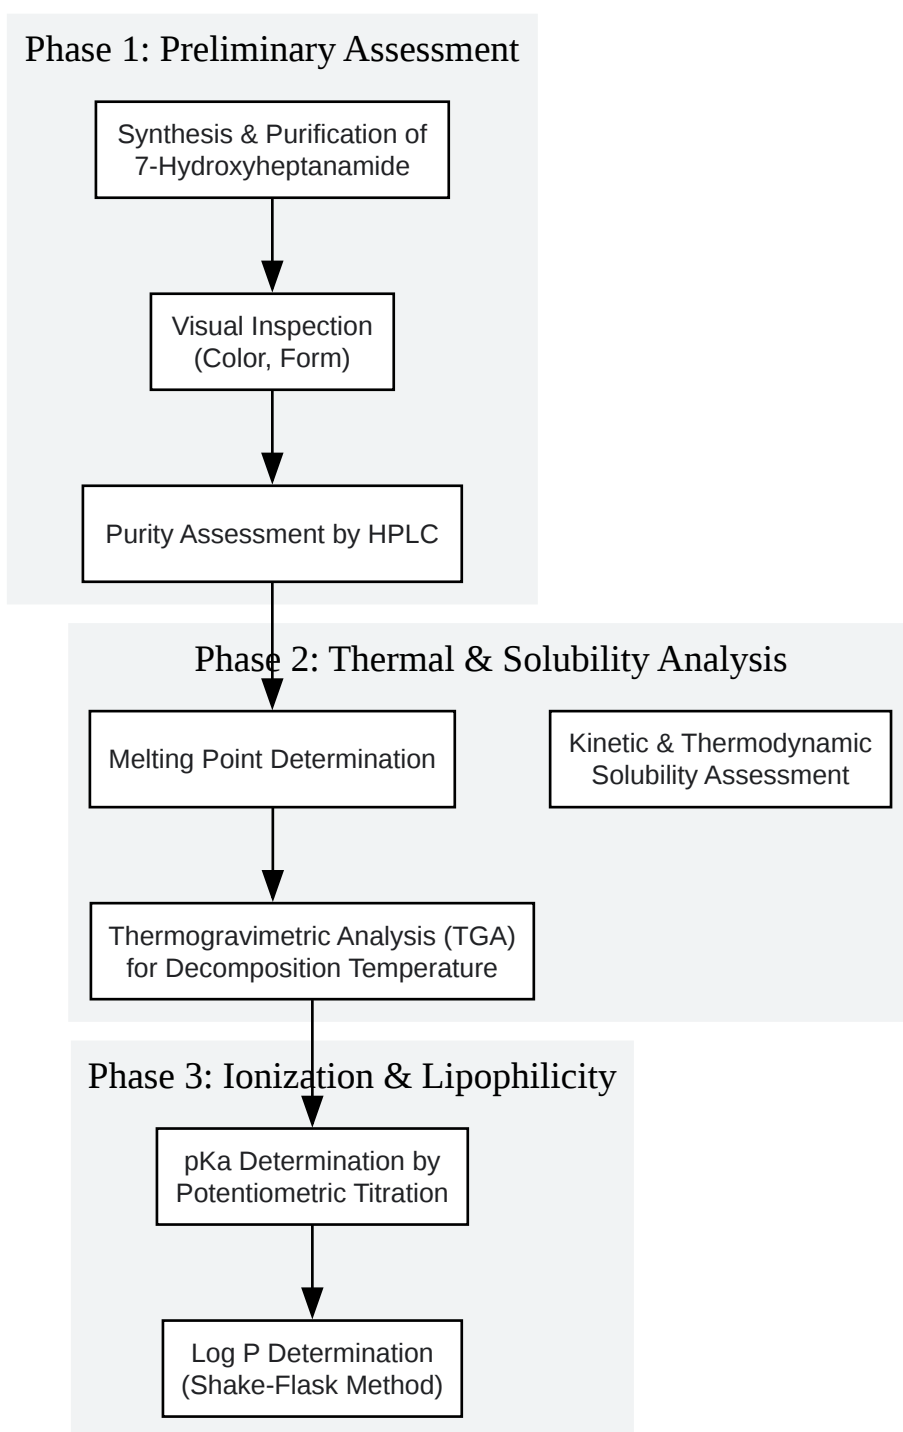 Phase 1: Preliminary Assessment
Synthesis & Purification of
7-Hydroxyheptanamide
Visual Inspection
(Color, Form)
Purity Assessment by HPLC
Phase 2: Thermal & Solubility Analysis
Melting Point Determination
Kinetic & Thermodynamic
Solubility Assessment
Thermogravimetric Analysis (TGA)
for Decomposition Temperature
Phase 3: Ionization & Lipophilicity
pKa Determination by
Potentiometric Titration
Log P Determination
(Shake-Flask Method)